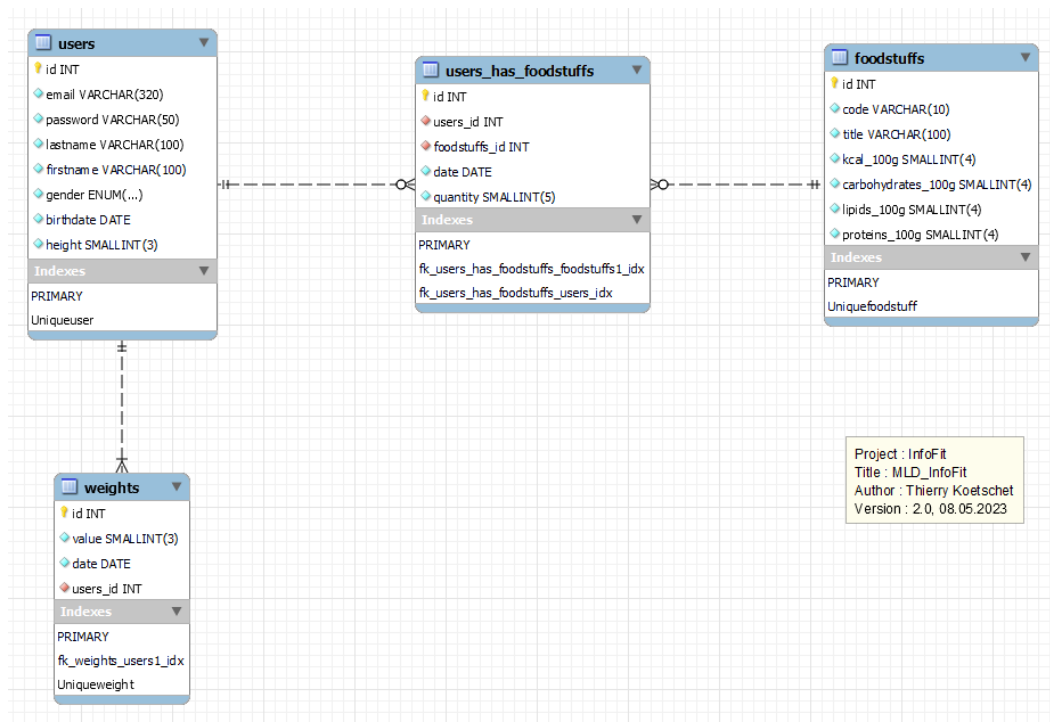 users
id INT
email VARCHAR(320)
password VARCHAR(50)
lastname VARCHAR(100)
firstname VARCHAR(100)
gender ENUM(...)
birthdate DATE
height SMALLINT(3)
Indexes
PRIMARY
Uniqueuser
users_has_foodstuffs
id INT
users_id INT
foodstuffs_id INT
date DATE
quantity SMALLINT(5)
Indexes
PRIMARY
fk_users_has_foodstuffs_foodstuffs1_idx
fk_users_has_foodstuffs_users_idx
foodstuffs
id INT
code VARCHAR(10)
title VARCHAR(100)
kcal_100g SMALLINT(4)
carbohydrates_100g SMALLINT(4)
lipids_100g SMALLINT(4)
proteins_100g SMALLINT(4)
Indexes
PRIMARY
Uniquefoodstuff
weights
id INT
value SMALLINT(3)
date DATE
users_id INT
Indexes
PRIMARY
fk_weights_users1_idx
Uniqueweight
Project : InfoFit
Title : MLD_InfoFit
Author : Thierry Koetschet
Version : 2.0, 08.05.2023